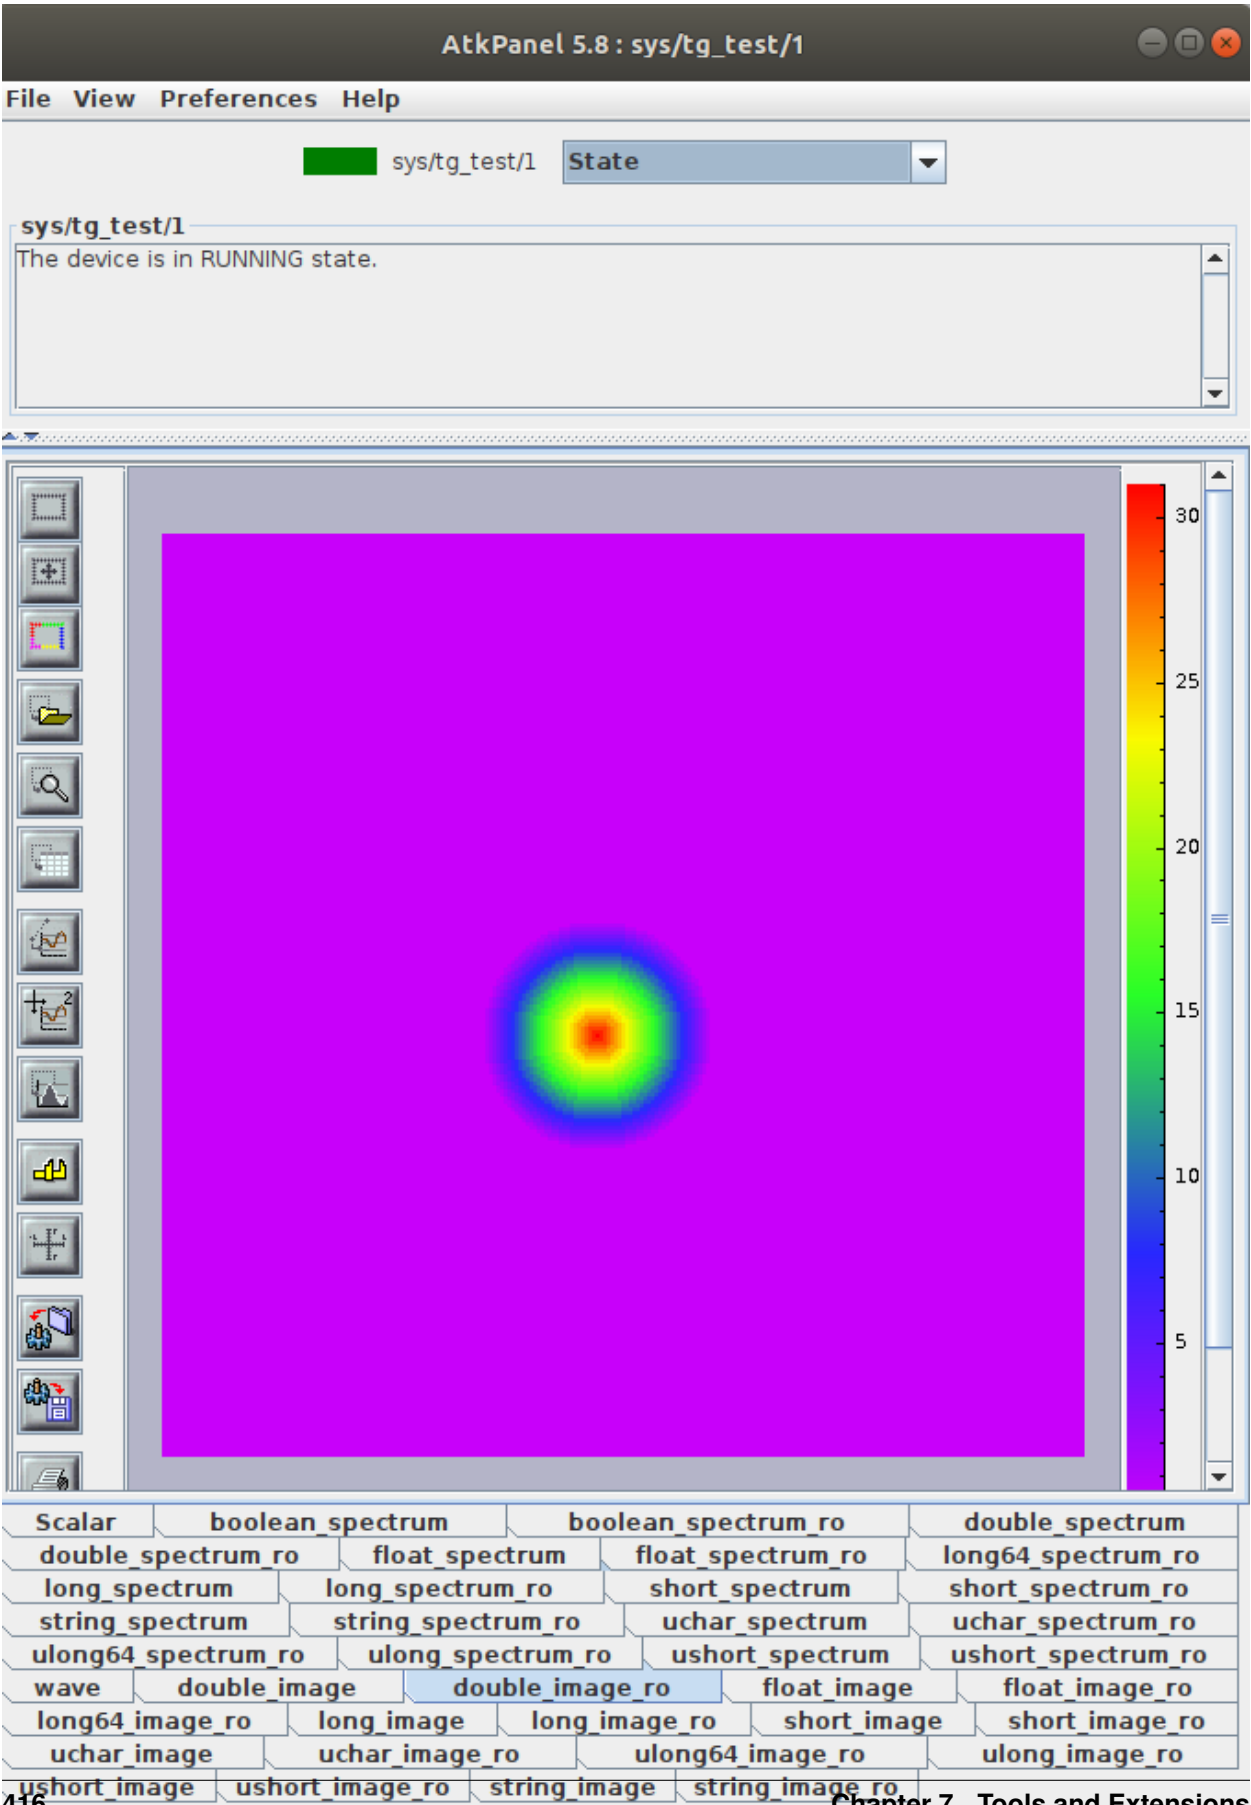 AtkPanel 5.8 : sys/tg_test/1
File View Preferences Help
sys/tg_test/1 State
sys/tg_test/1
The device is in RUNNING state.
30
25
20
15
10
5
2
Scalar boolean_spectrum boolean_spectrum_ro double_spectrum
double_spectrum_ro float_spectrum float_spectrum_ro long64_spectrum_ro
long_spectrum long_spectrum_ro short_spectrum short_spectrum_ro
string_spectrum string_spectrum_ro uchar_spectrum uchar_spectrum_ro
ulong64_spectrum_ro ulong_spectrum_ro ushort_spectrum ushort_spectrum_ro
wave double_image double_image_ro float_image float_image_ro
long64_image_ro long_image long_image_ro short_image short_image_ro
uchar_image uchar_image_ro ulong64_image_ro ulong_image_ro
ushort_image ushort_image_ro string_image string_image_ro
416 Chapter 7. Tools and Extensions